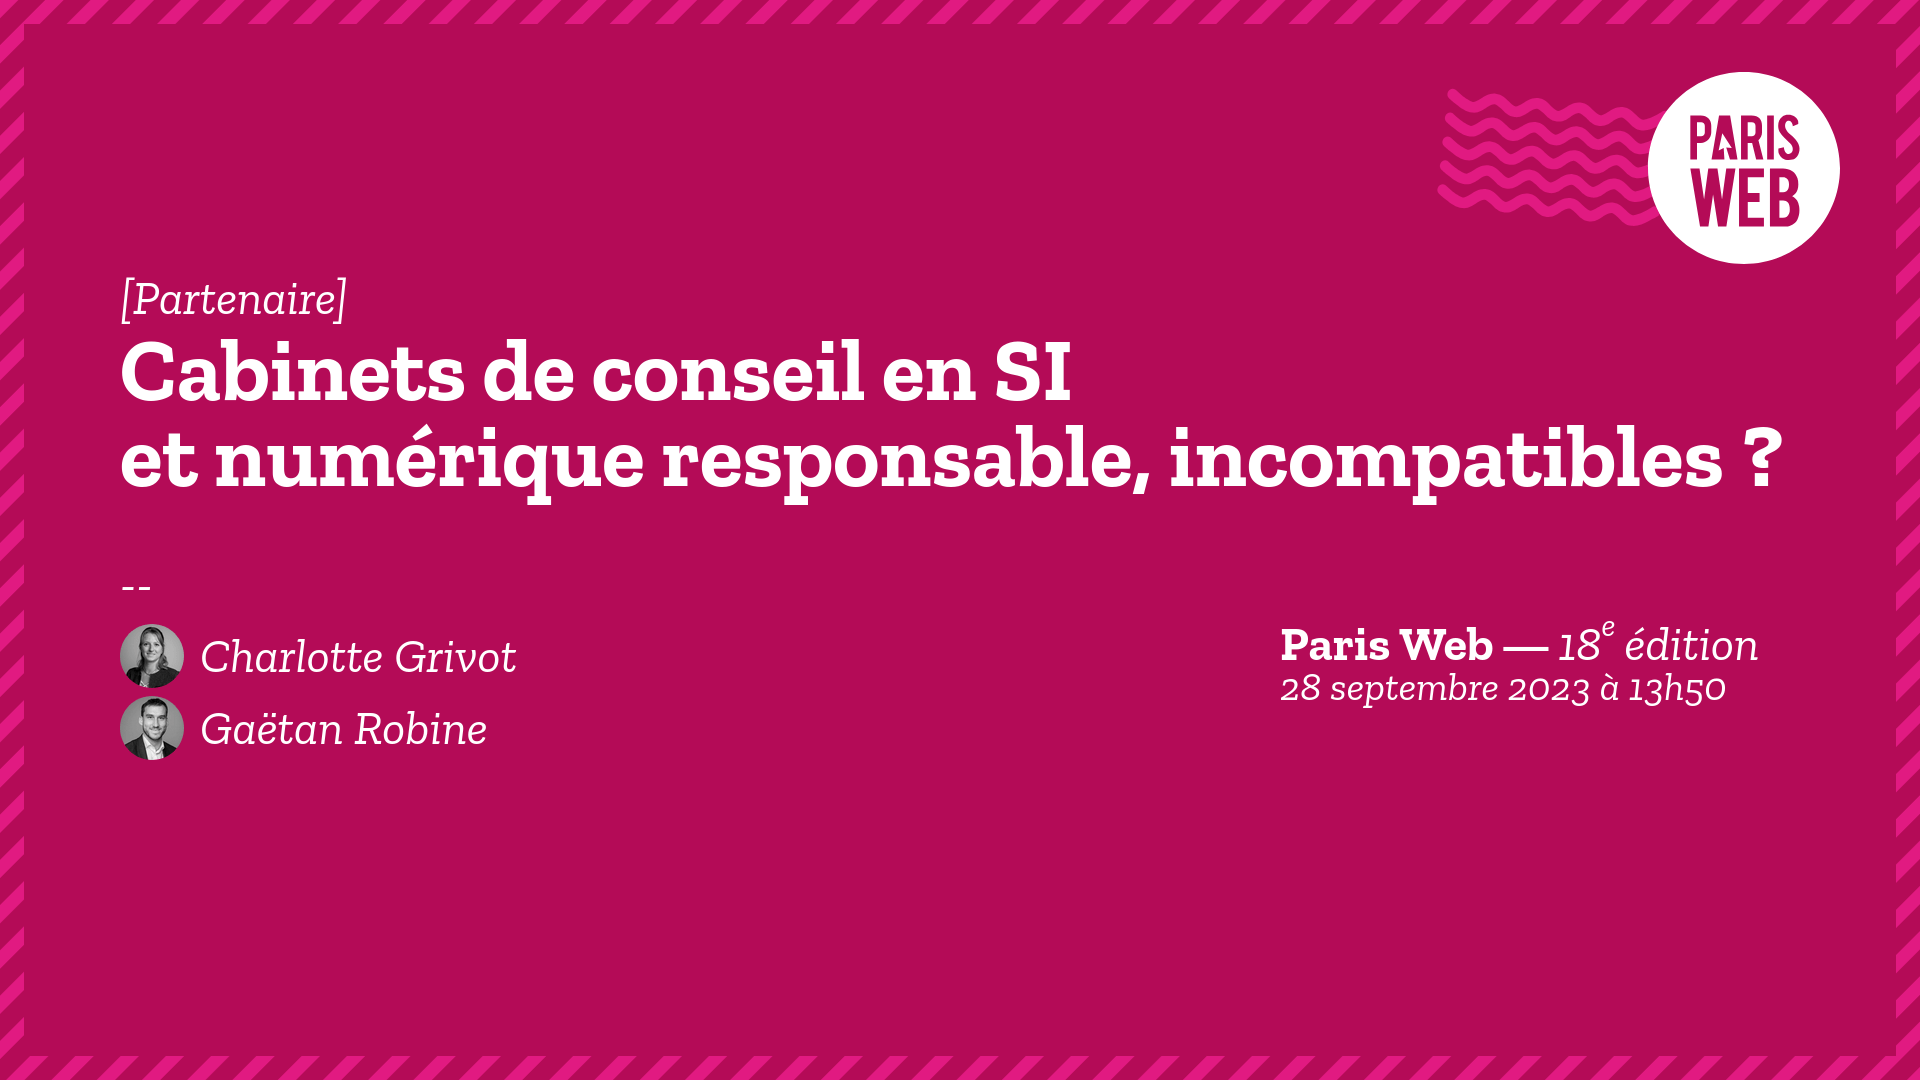 PARIS
WEB
[Partenaire]
Cabinets de conseil en SI
et numérique responsable, incompatibles ?
--
Charlotte Grivot
Gaëtan Robine
Paris Web — 18e édition
28 septembre 2023 à 13h50